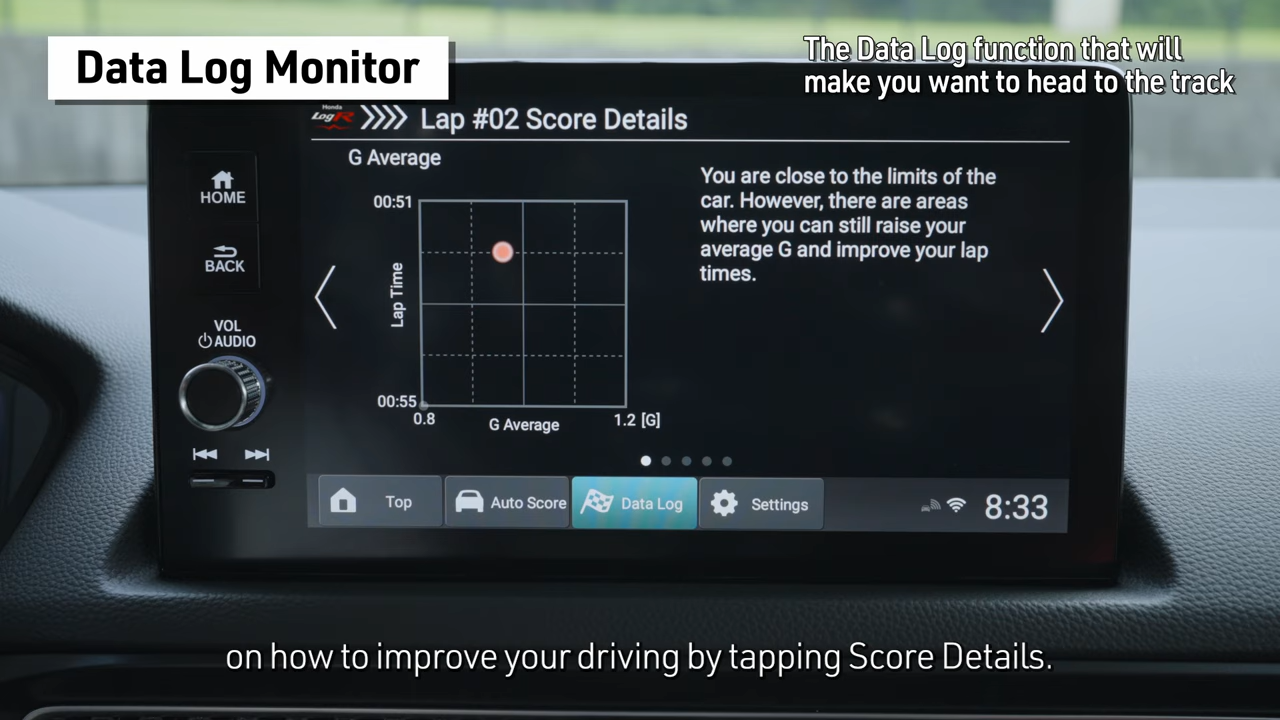 Data Log Monitor
The Data Log function that will
make you want to head to the track
Honda
LogR
Lap #02 Score Details
HOME
BACK
VOL
AUDIO
G Average
00:51
Lap Time
00:55
0.8
G Average
1.2 [G]
You are close to the limits of the
car. However, there are areas
where you can still raise your
average G and improve your lap
times.
Top
Auto Score
Data Log
Settings
8:33
on how to improve your driving by tapping Score Details.